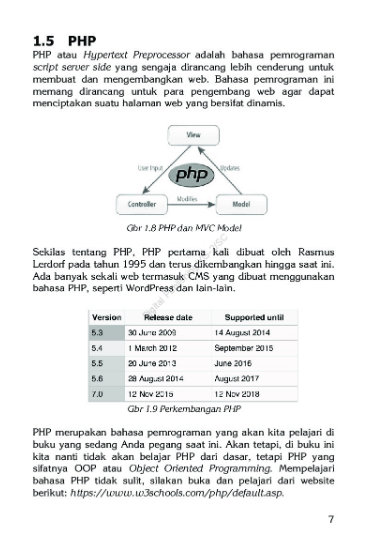 1.5 PHP
PHP atau Hypertext Preprocessor adalah bahasa pemrograman
script server side yang sengaja dirancang lebih cenderung untuk
membuat dan mengembangkan web. Bahasa pemrograman ini
memang dirancang untuk para pengembang web agar dapat
menciptakan suatu halaman web yang bersifat dinamis.
View
User Input
Updates
php
Controller
Modifies
Model
Gbr 1.8 PHP dan MVC Model
Sekilas tentang PHP, PHP pertama kali dibuat oleh Rasmus
Lerdorf pada tahun 1995 dan terus dikembangkan hingga saat ini.
Ada banyak sekali web termasuk CMS yang dibuat menggunakan
bahasa PHP, seperti WordPress dan lain-lain.
Version Release date Supported until
5.3 30 June 2009 14 August 2014
5.4 1 March 2012 September 2015
5.5 20 June 2013 June 2016
5.6 28 August 2014 August 2017
7.0 12 Nov 2015 12 Nov 2018
Gbr 1.9 Perkembangan PHP
PHP merupakan bahasa pemrograman yang akan kita pelajari di
buku yang sedang Anda pegang saat ini. Akan tetapi, di buku ini
kita nanti tidak akan belajar PHP dari dasar, tetapi PHP yang
sifatnya OOP atau Object Oriented Programming. Mempelajari
bahasa PHP tidak sulit, silakan buka dan pelajari dari website
berikut: https://www.w3schools.com/php/default.asp.
7